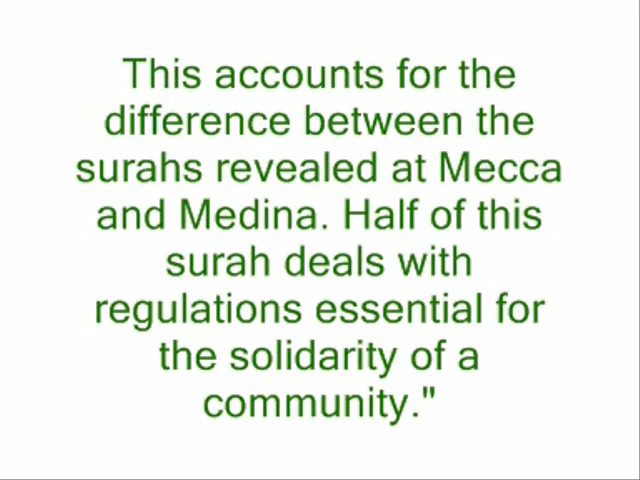 This accounts for the
difference between the
surahs revealed at Mecca
and Medina. Half of this
surah deals with
regulations essential for
the solidarity of a
community."